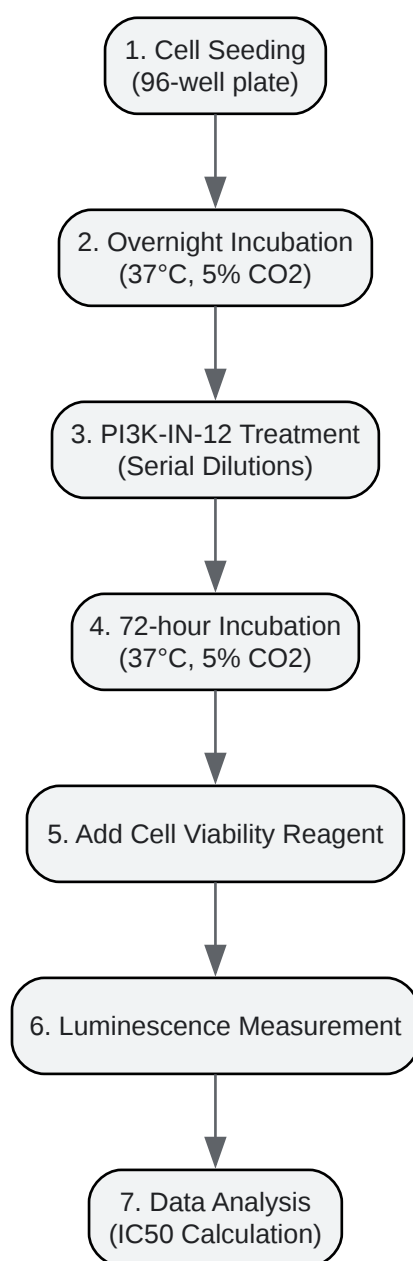 1. Cell Seeding
(96-well plate)
2. Overnight Incubation
(37°C, 5% CO2)
3. PI3K-IN-12 Treatment
(Serial Dilutions)
4. 72-hour Incubation
(37°C, 5% CO2)
5. Add Cell Viability Reagent
6. Luminescence Measurement
7. Data Analysis
(IC50 Calculation)